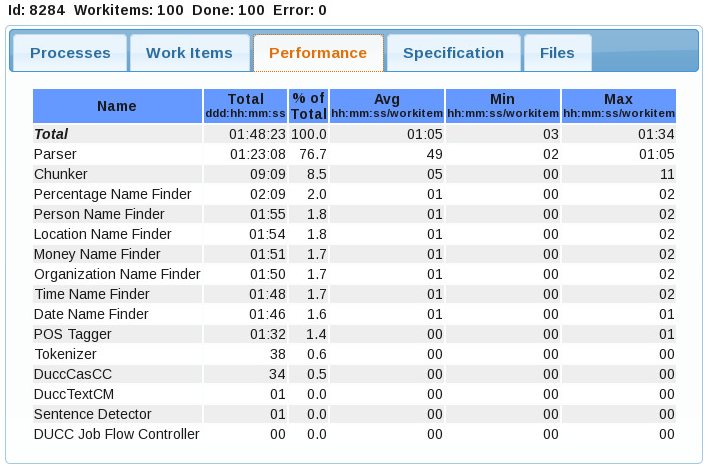 Id: 8284 Workitems: 100 Done: 100 Error: 0
Processes Work Items Performance Specification Files
Name Total ddd:hh:mm:ss % of Total Avg hh:mm:ss/workitem Min hh:mm:ss/workitem Max hh:mm:ss/workitem
Total 01:48:23 100.0 01:05 03 01:34
Parser 01:23:08 76.7 49 02 01:05
Chunker 09:09 8.5 05 00 11
Percentage Name Finder 02:09 2.0 01 00 02
Person Name Finder 01:55 1.8 01 00 02
Location Name Finder 01:54 1.8 01 00 02
Money Name Finder 01:51 1.7 01 00 02
Organization Name Finder 01:50 1.7 01 00 02
Time Name Finder 01:48 1.7 01 00 02
Date Name Finder 01:46 1.6 01 00 01
POS Tagger 01:32 1.4 00 00 01
Tokenizer 38 0.6 00 00 00
DuccCasCC 34 0.5 00 00 00
DuccTextCM 01 0.0 00 00 00
Sentence Detector 01 0.0 00 00 00
DUCC Job Flow Controller 00 0.0 00 00 00